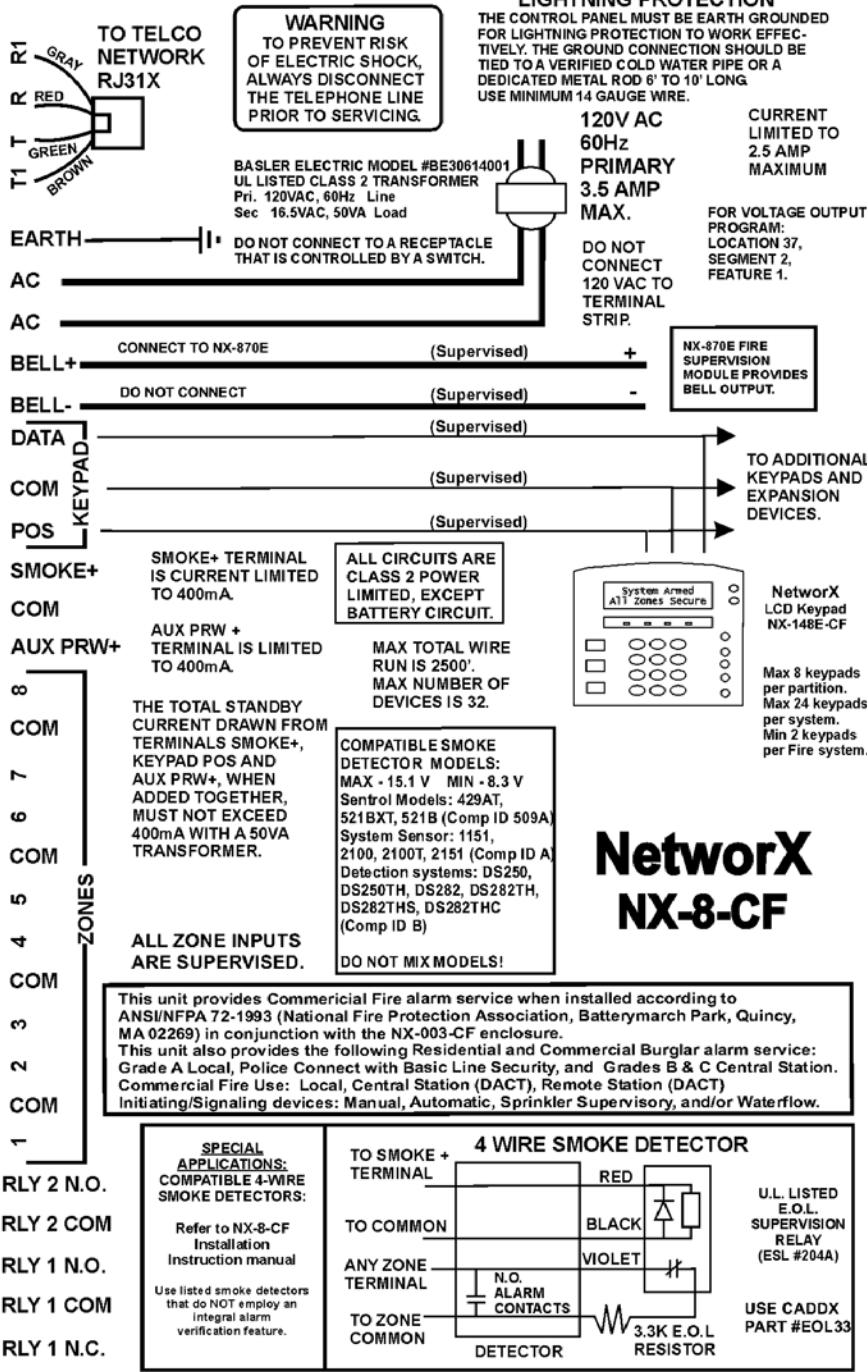 LIGHTNING PROTECTION
THE CONTROL PANEL MUST BE EARTH GROUNDED
FOR LIGHTNING PROTECTION TO WORK EFFEC-
TIVELY. THE GROUND CONNECTION SHOULD BE
TIED TO A VERIFIED COLD WATER PIPE OR A
DEDICATED METAL ROD 6' TO 10' LONG.
USE MINIMUM 14 GAUGE WIRE.
WARNING
TO PREVENT RISK
OF ELECTRIC SHOCK,
ALWAYS DISCONNECT
THE TELEPHONE LINE
PRIOR TO SERVICING.
TO TELCO
NETWORK
RJ31X
R1
GRAY
R
RED
T
GREEN
T1
BROWN
120V AC
60Hz
PRIMARY
3.5 AMP
MAX.
CURRENT
LIMITED TO
2.5 AMP
MAXIMUM
BASLER ELECTRIC MODEL #BE30614001
UL LISTED CLASS 2 TRANSFORMER
Pri. 120VAC, 60Hz Line
Sec 16.5VAC, 50VA Load
DO NOT CONNECT TO A RECEPTACLE
THAT IS CONTROLLED BY A SWITCH.
DO NOT
CONNECT
120 VAC TO
TERMINAL
STRIP.
FOR VOLTAGE OUTPUT
PROGRAM:
LOCATION 37,
SEGMENT 2,
FEATURE 1.
EARTH
AC
AC
BELL+
CONNECT TO NX-870E
(Supervised)
+
BELL-
DO NOT CONNECT
(Supervised)
-
NX-870E FIRE
SUPERVISION
MODULE PROVIDES
BELL OUTPUT.
DATA
(Supervised)
COM
(Supervised)
POS
(Supervised)
KEYPAD
TO ADDITIONAL
KEYPADS AND
EXPANSION
DEVICES.
SMOKE+
COM
AUX PRW+
SMOKE+ TERMINAL
IS CURRENT LIMITED
TO 400mA.
AUX PRW +
TERMINAL IS LIMITED
TO 400mA.
ALL CIRCUITS ARE
CLASS 2 POWER
LIMITED, EXCEPT
BATTERY CIRCUIT.
MAX TOTAL WIRE
RUN IS 2500'.
MAX NUMBER OF
DEVICES IS 32.
System Armed
All Zones Secure
NetworX
LCD Keypad
NX-148E-CF
Max 8 keypads
per partition.
Max 24 keypads
per system.
Min 2 keypads
per Fire system.
8
COM
7
6
COM
5
4
COM
3
2
COM
1
ZONES
THE TOTAL STANDBY
CURRENT DRAWN FROM
TERMINALS SMOKE+,
KEYPAD POS AND
AUX PRW+, WHEN
ADDED TOGETHER,
MUST NOT EXCEED
400mA WITH A 50VA
TRANSFORMER.
ALL ZONE INPUTS
ARE SUPERVISED.
COMPATIBLE SMOKE
DETECTOR MODELS:
MAX - 15.1 V MIN - 8.3 V
Sentrol Models: 429AT,
521BXT, 521B (Comp ID 509A)
System Sensor: 1151,
2100, 2100T, 2151 (Comp ID A)
Detection systems: DS250,
DS250TH, DS282, DS282TH,
DS282THS, DS282THC
(Comp ID B)
DO NOT MIX MODELS!
NetworX
NX-8-CF
This unit provides Commericial Fire alarm service when installed according to
ANSI/NFPA 72-1993 (National Fire Protection Association, Batterymarch Park, Quincy,
MA 02269) in conjunction with the NX-003-CF enclosure.
This unit also provides the following Residential and Commercial Burglar alarm service:
Grade A Local, Police Connect with Basic Line Security, and Grades B & C Central Station.
Commercial Fire Use: Local, Central Station (DACT), Remote Station (DACT)
Initiating/Signaling devices: Manual, Automatic, Sprinkler Supervisory, and/or Waterflow.
RLY 2 N.O.
RLY 2 COM
RLY 1 N.O.
RLY 1 COM
RLY 1 N.C.
SPECIAL
APPLICATIONS:
COMPATIBLE 4-WIRE
SMOKE DETECTORS:
Refer to NX-8-CF
Installation
Instruction manual
Use listed smoke detectors
that do NOT employ an
integral alarm
verification feature.
4 WIRE SMOKE DETECTOR
TO SMOKE +
TERMINAL
RED
TO COMMON
BLACK
ANY ZONE
TERMINAL
VIOLET
N.O.
ALARM
CONTACTS
TO ZONE
COMMON
DETECTOR
3.3K E.O.L
RESISTOR
U.L. LISTED
E.O.L.
SUPERVISION
RELAY
(ESL #204A)
USE CADDX
PART #EOL33